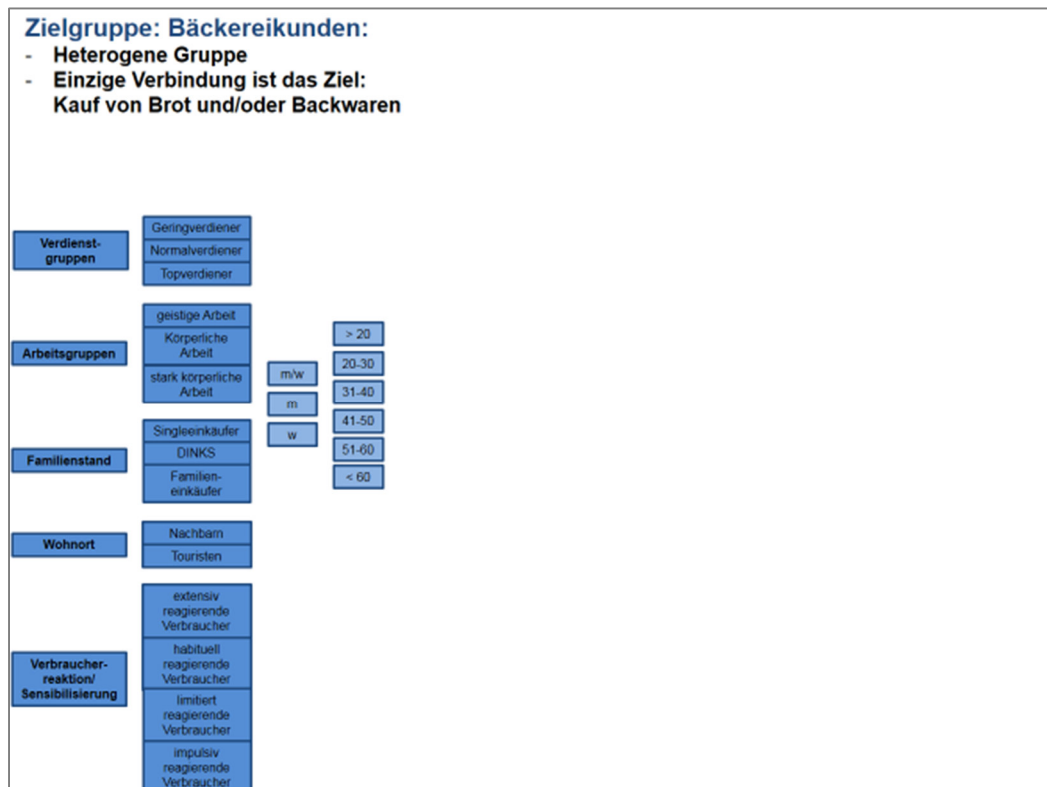 Zielgruppe: Bäckereikunden:
- Heterogene Gruppe
- Einzige Verbindung ist das Ziel:
Kauf von Brot und/oder Backwaren
Verdienst-
gruppen
Geringverdiener
Normalverdiener
Topverdiener
Arbeitsgruppen
geistige Arbeit
Körperliche
Arbeit
stark körperliche
Arbeit
m/w
m
w
> 20
20-30
31-40
41-50
51-60
< 60
Familienstand
Singleeinkäufer
DINKS
Familien-
einkäufer
Wohnort
Nachbarn
Touristen
Verbraucher-
reaktion/
Sensibilisierung
extensiv
reagierende
Verbraucher
habituell
reagierende
Verbraucher
limitiert
reagierende
Verbraucher
impulsiv
reagierende
Verbraucher